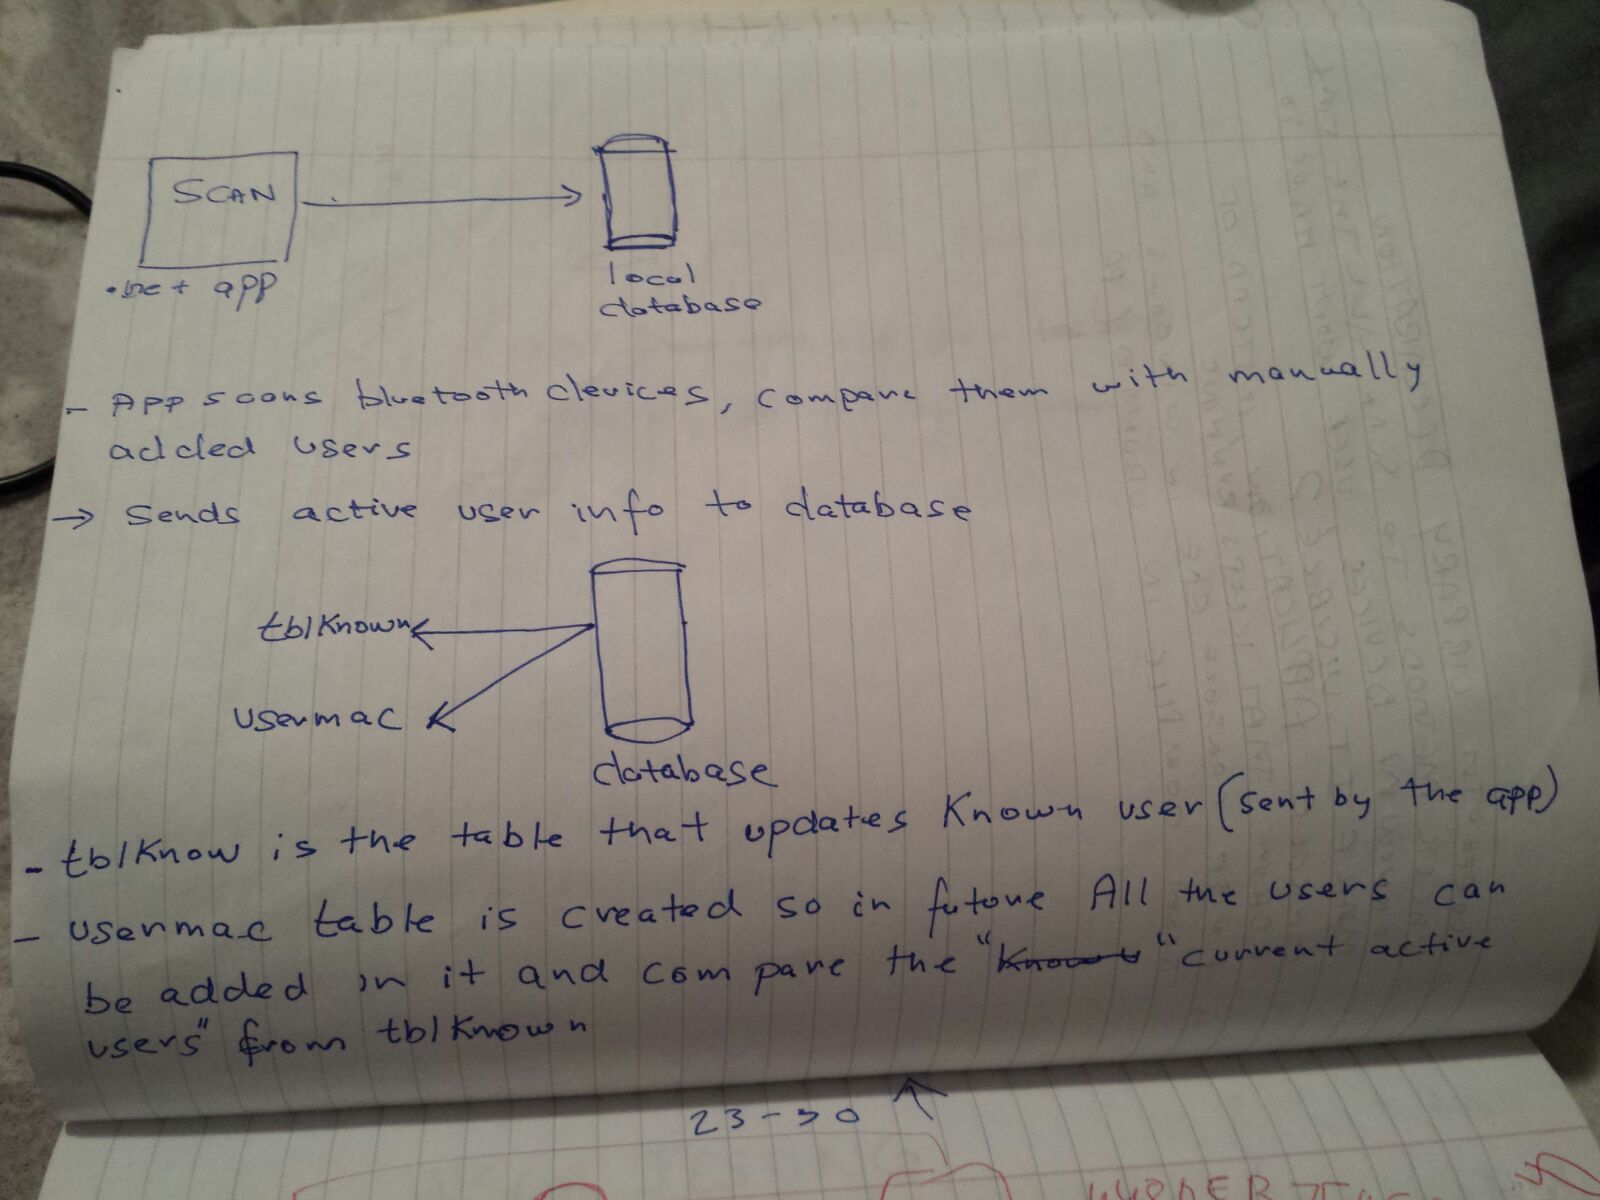 SCAN
.net app
local
database
- App scans bluetooth devices, compare them with manually
added users
→ Sends active user info to database
tblKnown
usermac
database
- tblKnow is the table that updates Known user (sent by the app)
- usermac table is created so in future All the users can
be added in it and compare the " " current active
users" from tblKnown
23-30